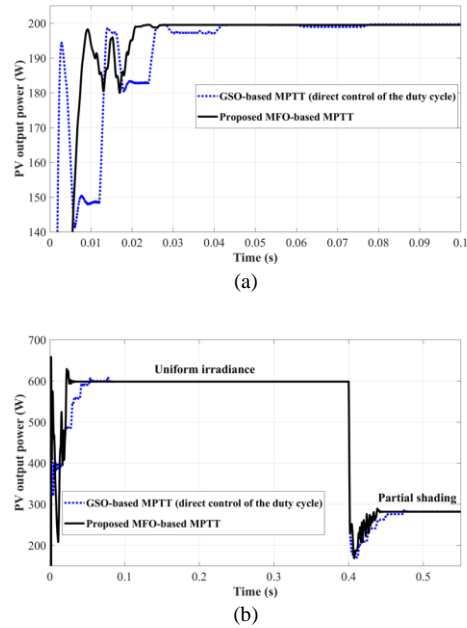 PV output power (W)
200
190
180
170
160
150
140
GSO-based MPTT (direct control of the duty cycle)
Proposed MFO-based MPTT
0 0.01 0.02 0.03 0.04 0.05 0.06 0.07 0.08 0.09 0.1
Time (s)
(a)
PV output power (W)
700
600
500
400
300
200
Uniform irradiance
Partial shading
GSO-based MPTT (direct control of the duty cycle)
Proposed MFO-based MPTT
0 0.1 0.2 0.3 0.4 0.5
Time (s)
(b)